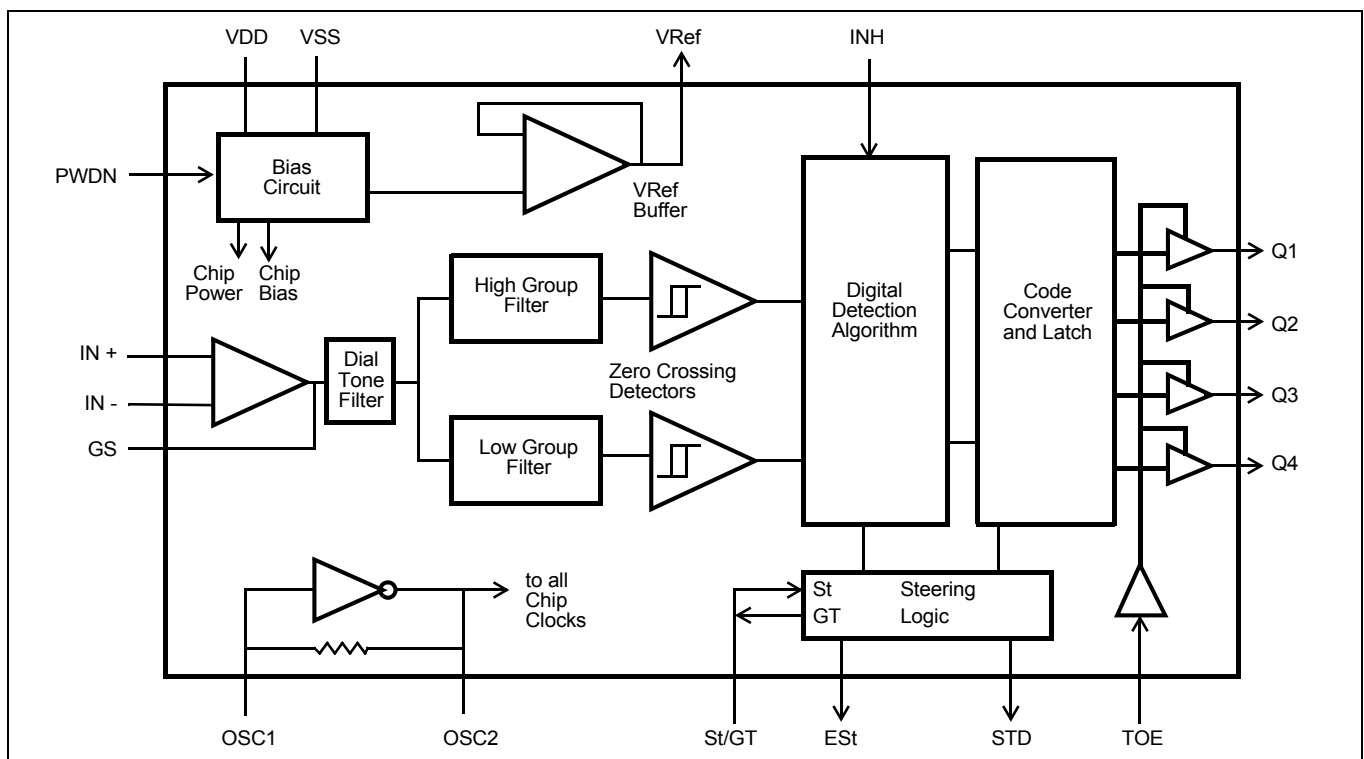 VDD
VSS
VRef
INH
PWDN
Bias
Circuit
VRef
Buffer
Chip
Power
Chip
Bias
High Group
Filter
Digital
Detection
Algorithm
Code
Converter
and Latch
Q1
Q2
Q3
Q4
IN +
IN -
GS
Dial
Tone
Filter
Zero Crossing
Detectors
Low Group
Filter
to all
Chip
Clocks
St
Steering
GT
Logic
OSC1
OSC2
St/GT
ESt
STD
TOE